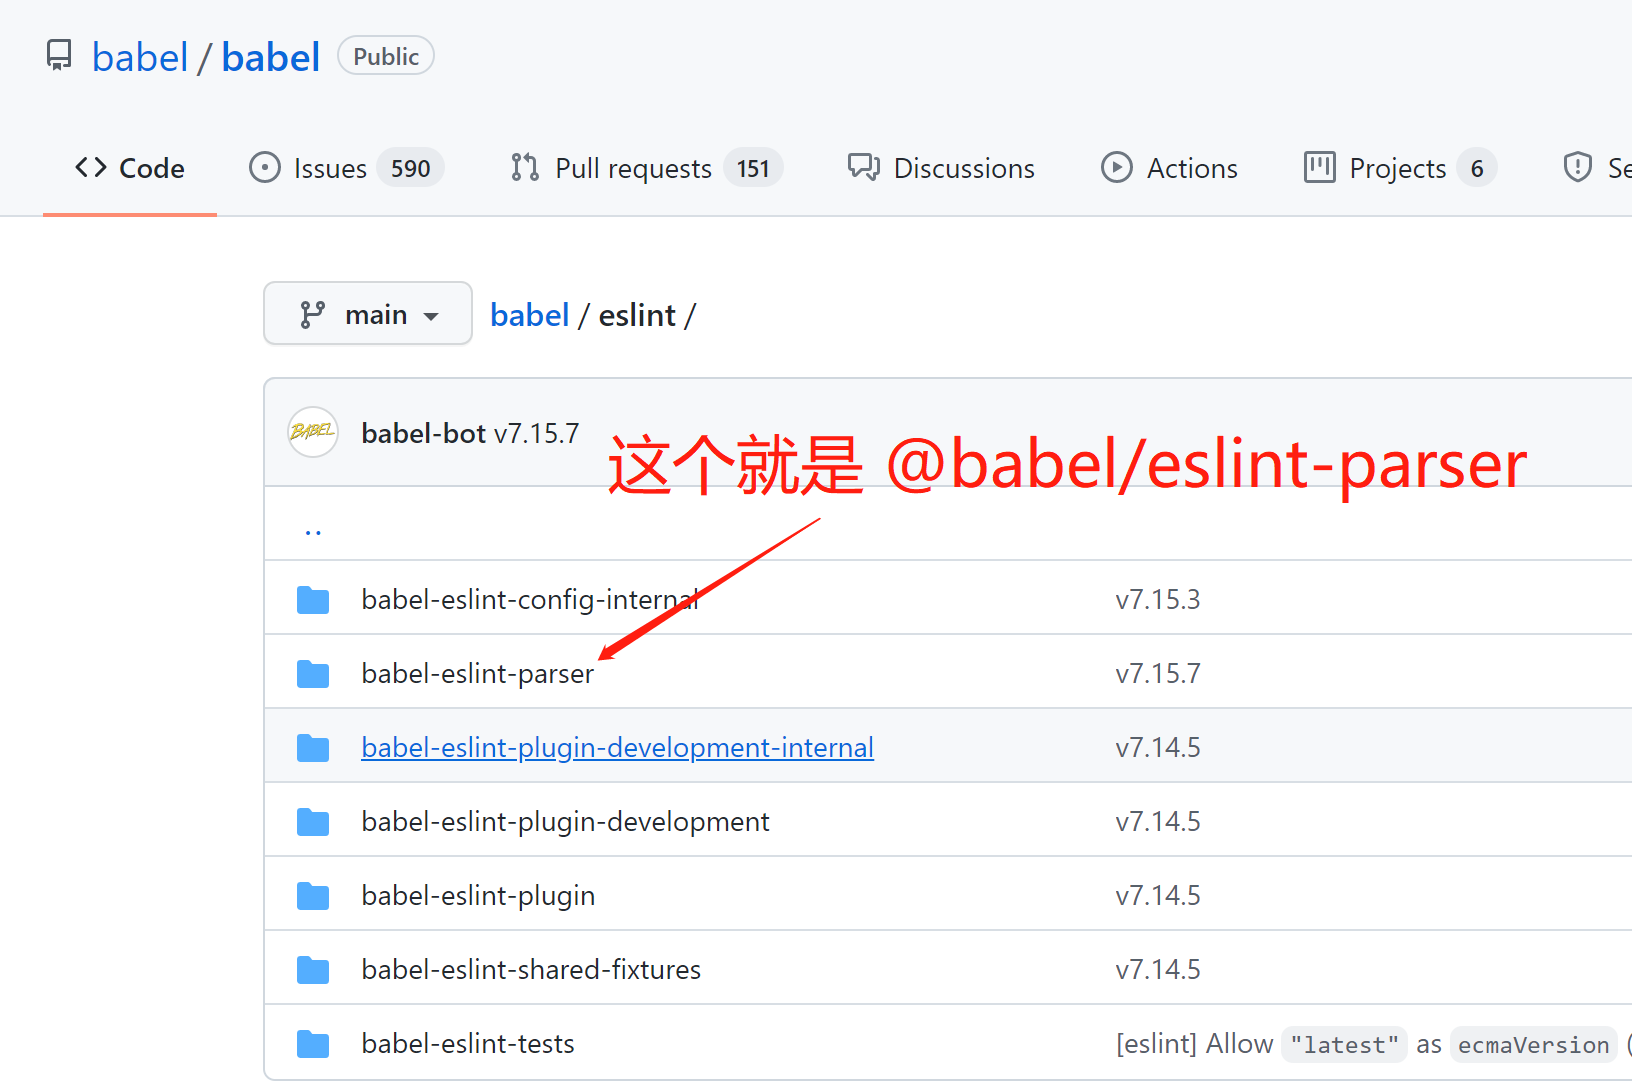 babel / babel Public
Code Issues 590 Pull requests 151 Discussions Actions Projects 6
main babel / eslint /
BABEL babel-bot v7.15.7
这个就是 @babel/eslint-parser
..
babel-eslint-config-internal v7.15.3
babel-eslint-parser v7.15.7
babel-eslint-plugin-development-internal v7.14.5
babel-eslint-plugin-development v7.14.5
babel-eslint-plugin v7.14.5
babel-eslint-shared-fixtures v7.14.5
babel-eslint-tests [eslint] Allow "latest" as ecmaVersion (